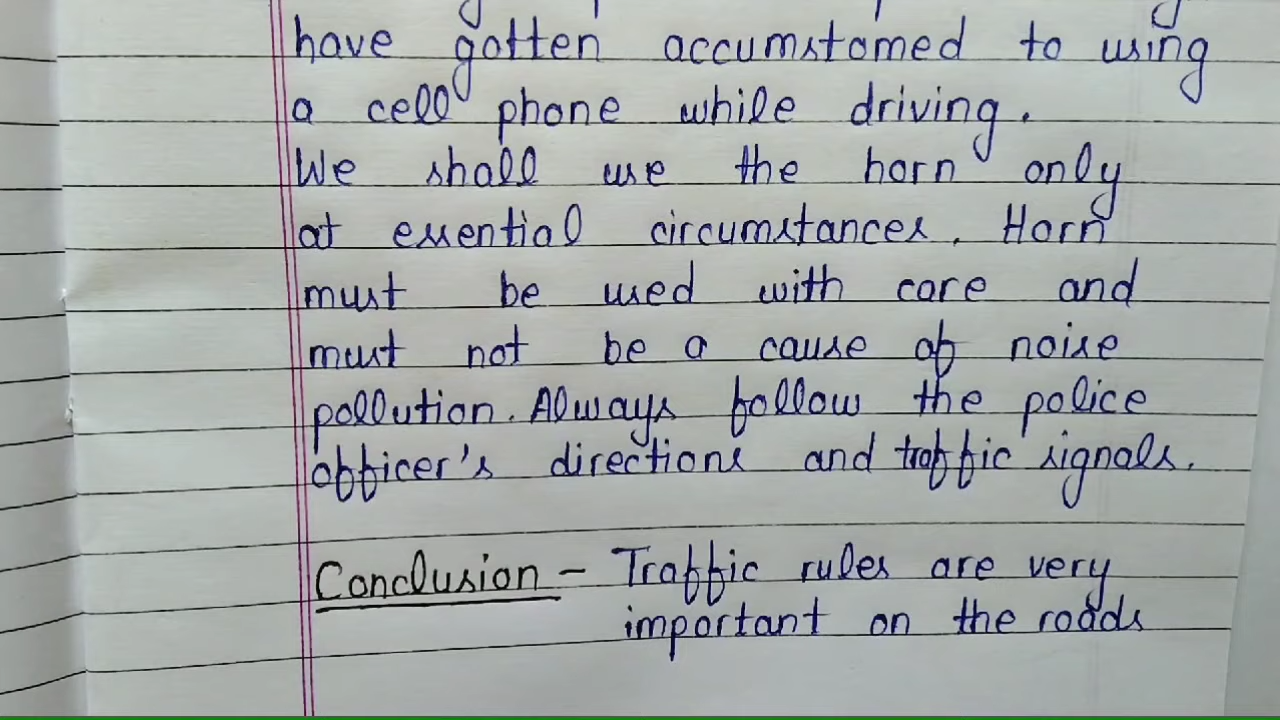 have gotten accumstomed to using
a cell phone while driving.
We shall use the horn only
at essential circumstances. Horn
must be used with care and
must not be a cause of noise
pollution. Always follow the police
officer's directions and traffic signals.
Conclusion - Traffic rules are very
important on the roads